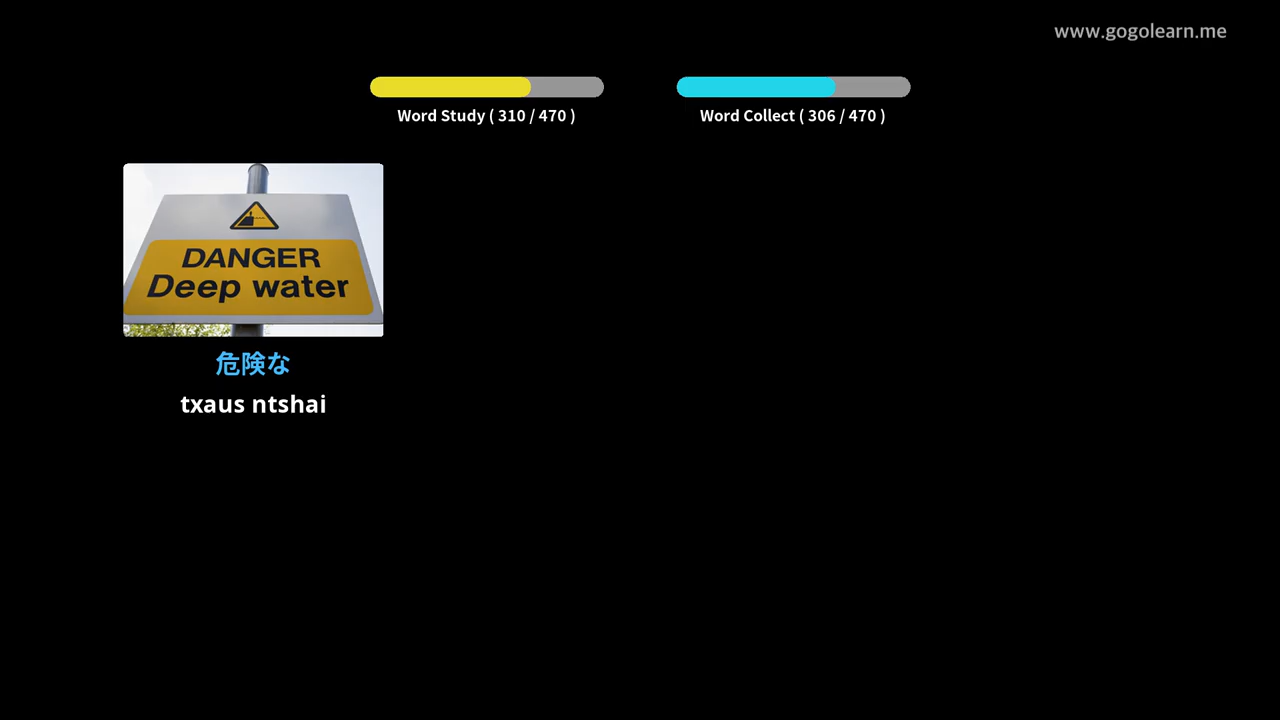 www.gogolearn.me
Word Study ( 310 / 470 )
Word Collect ( 306 / 470 )
DANGER
Deep water
危険な
txaus ntshai